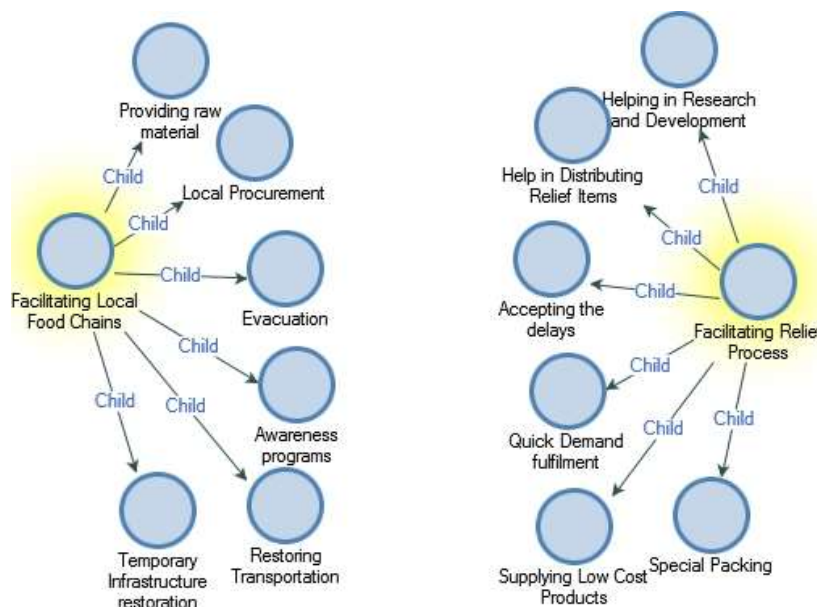 Providing raw
material
Child
Local Procurement
Child
Child
Facilitating Local
Food Chains
Evacuation
Child
Awareness
programs
Child
Child
Temporary
Infrastructure
restoration
Restoring
Transportation
Helping in Research
and Development
Help in Distributing
Relief Items
Child
Child
Accepting the
delays
Child
Facilitating
Process
Child
Quick Demand
fulfilment
Child
Child
Supplying Low Cost
Products
Special Packing